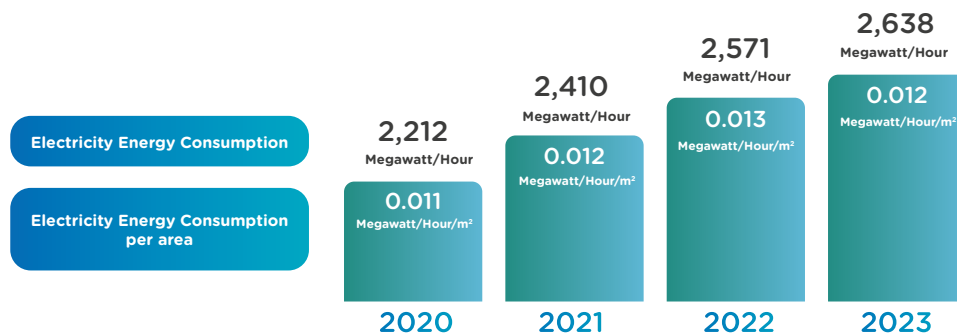 Electricity Energy Consumption
Electricity Energy Consumption
per area
2,212
Megawatt/Hour
0.011
Megawatt/Hour/m²
2020
2,410
Megawatt/Hour
0.012
Megawatt/Hour/m²
2021
2,571
Megawatt/Hour
0.013
Megawatt/Hour/m²
2022
2,638
Megawatt/Hour
0.012
Megawatt/Hour/m²
2023